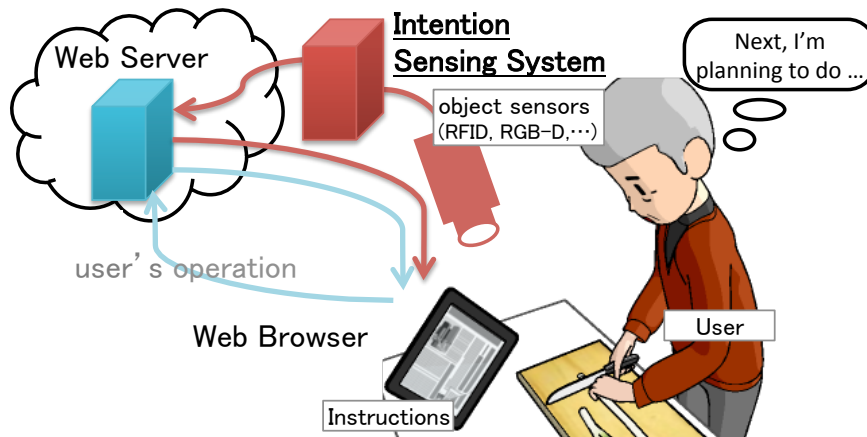 Intention
Sensing System
Web Server
Next, I'm
planning to do …
object sensors
(RFID, RGB-D,…)
user's operation
Web Browser
User
Instructions